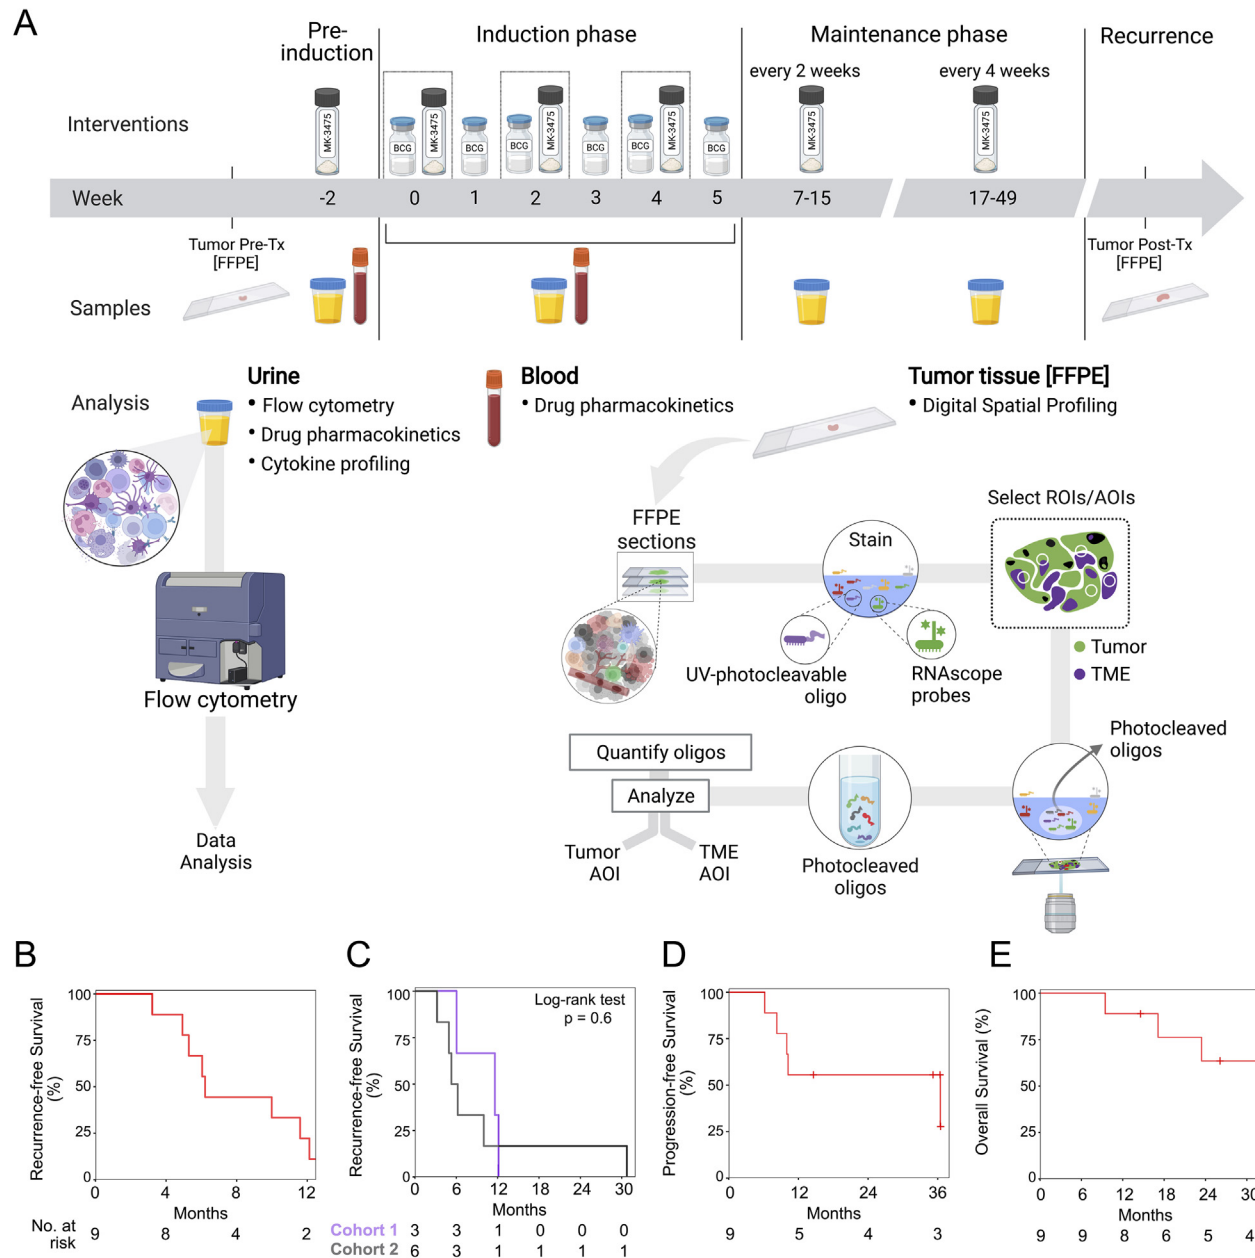 A
Pre-
induction
Induction phase
Maintenance phase
Recurrence
every 2 weeks
every 4 weeks
Interventions
MK-3475
BCG
MK-3475
BCG
BCG
MK-3475
BCG
BCG
MK-3475
BCG
MK-3475
MK-3475
Week
-2
0
1
2
3
4
5
7-15
17-49
Tumor Pre-Tx
[FFPE]
Tumor Post-Tx
[FFPE]
Samples
Analysis
Urine
• Flow cytometry
• Drug pharmacokinetics
• Cytokine profiling
Blood
• Drug pharmacokinetics
Tumor tissue [FFPE]
• Digital Spatial Profiling
Flow cytometry
Data
Analysis
FFPE
sections
Stain
Select ROIs/AOIs
UV-photocleavable
oligo
RNAscope
probes
Tumor
TME
Photocleaved
oligos
Quantify oligos
Analyze
Tumor
AOI
TME
AOI
Photocleaved
oligos
B
Recurrence-free Survival
(%)
100
75
50
25
0
0 4 8 12
Months
No. at
risk
9 8 4 2
C
Recurrence-free Survival
(%)
Log-rank test
p = 0.6
100
75
50
25
0
0 6 12 18 24 30
Months
Cohort 1 3 3 1 0 0 0
Cohort 2 6 3 1 1 1 1
D
Progression-free Survival
(%)
100
75
50
25
0
0 12 24 36
Months
9 5 4 3
E
Overall Survival (%)
100
75
50
25
0
0 6 12 18 24 30
Months
9 9 8 6 5 4